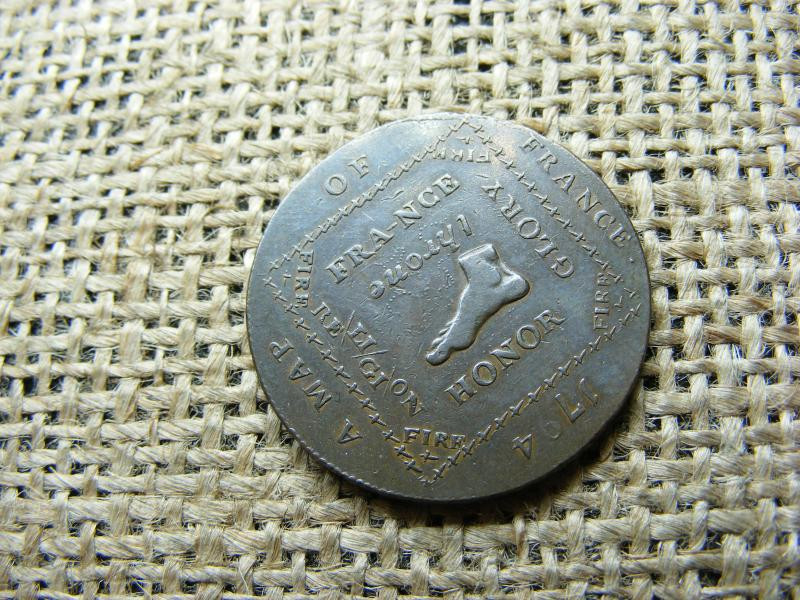 A MAP OF FRANCE.
1794
FIRE
FIRE
FIRE
FIRE
FRA-NCE
GLORY
HONOR
RELIGION
throne